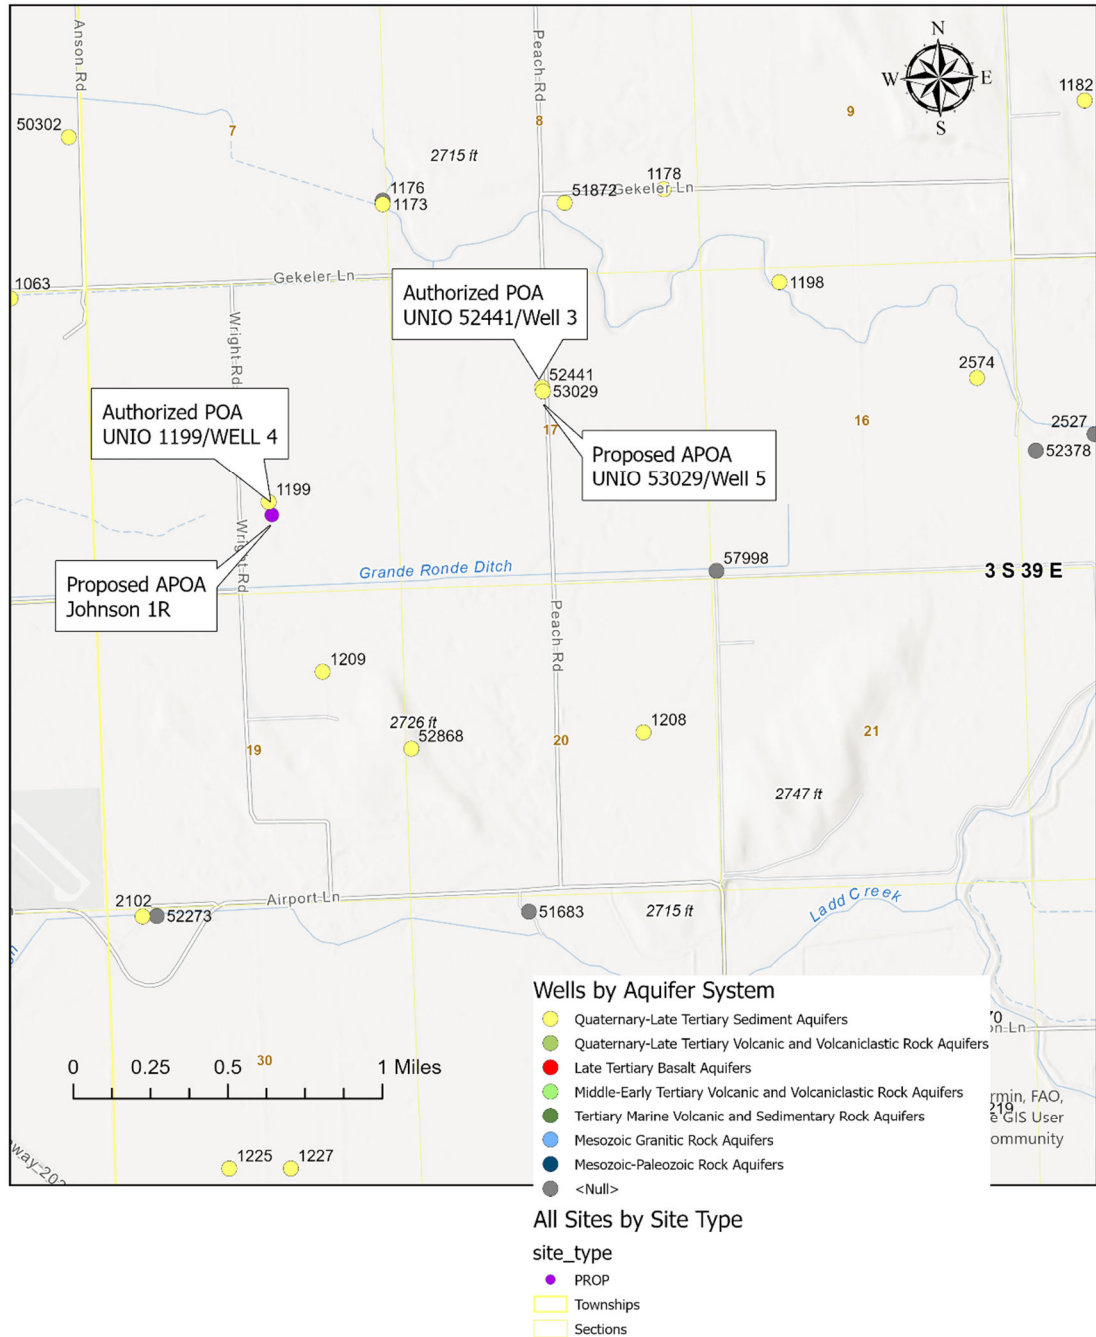 Anson Rd
Peach Rd
N
W
E
S
1182
50302
7
8
9
2715 ft
1176
1173
51872
1178
Gekeler Ln
1063
Gekeler Ln
1198
Authorized POA
UNIO 52441/Well 3
Wright Rd
52441
53029
2574
Authorized POA
UNIO 1199/WELL 4
17
16
2527
52378
Proposed APOA
UNIO 53029/Well 5
1199
Wright Rd
Proposed APOA
Johnson 1R
Grande Ronde Ditch
57998
3 S 39 E
Peach Rd
1209
2726 ft
52868
1208
19
20
21
2747 ft
2102
52273
Airport Ln
51683
2715 ft
Ladd Creek
Wells by Aquifer System
Quaternary-Late Tertiary Sediment Aquifers
Quaternary-Late Tertiary Volcanic and Volcaniclastic Rock Aquifers
Late Tertiary Basalt Aquifers
Middle-Early Tertiary Volcanic and Volcaniclastic Rock Aquifers
Tertiary Marine Volcanic and Sedimentary Rock Aquifers
Mesozoic Granitic Rock Aquifers
Mesozoic-Paleozoic Rock Aquifers
<Null>
30
0 0.25 0.5 1 Miles
1225
1227
GIS User
All Sites by Site Type
site_type
PROP
Townships
Sections